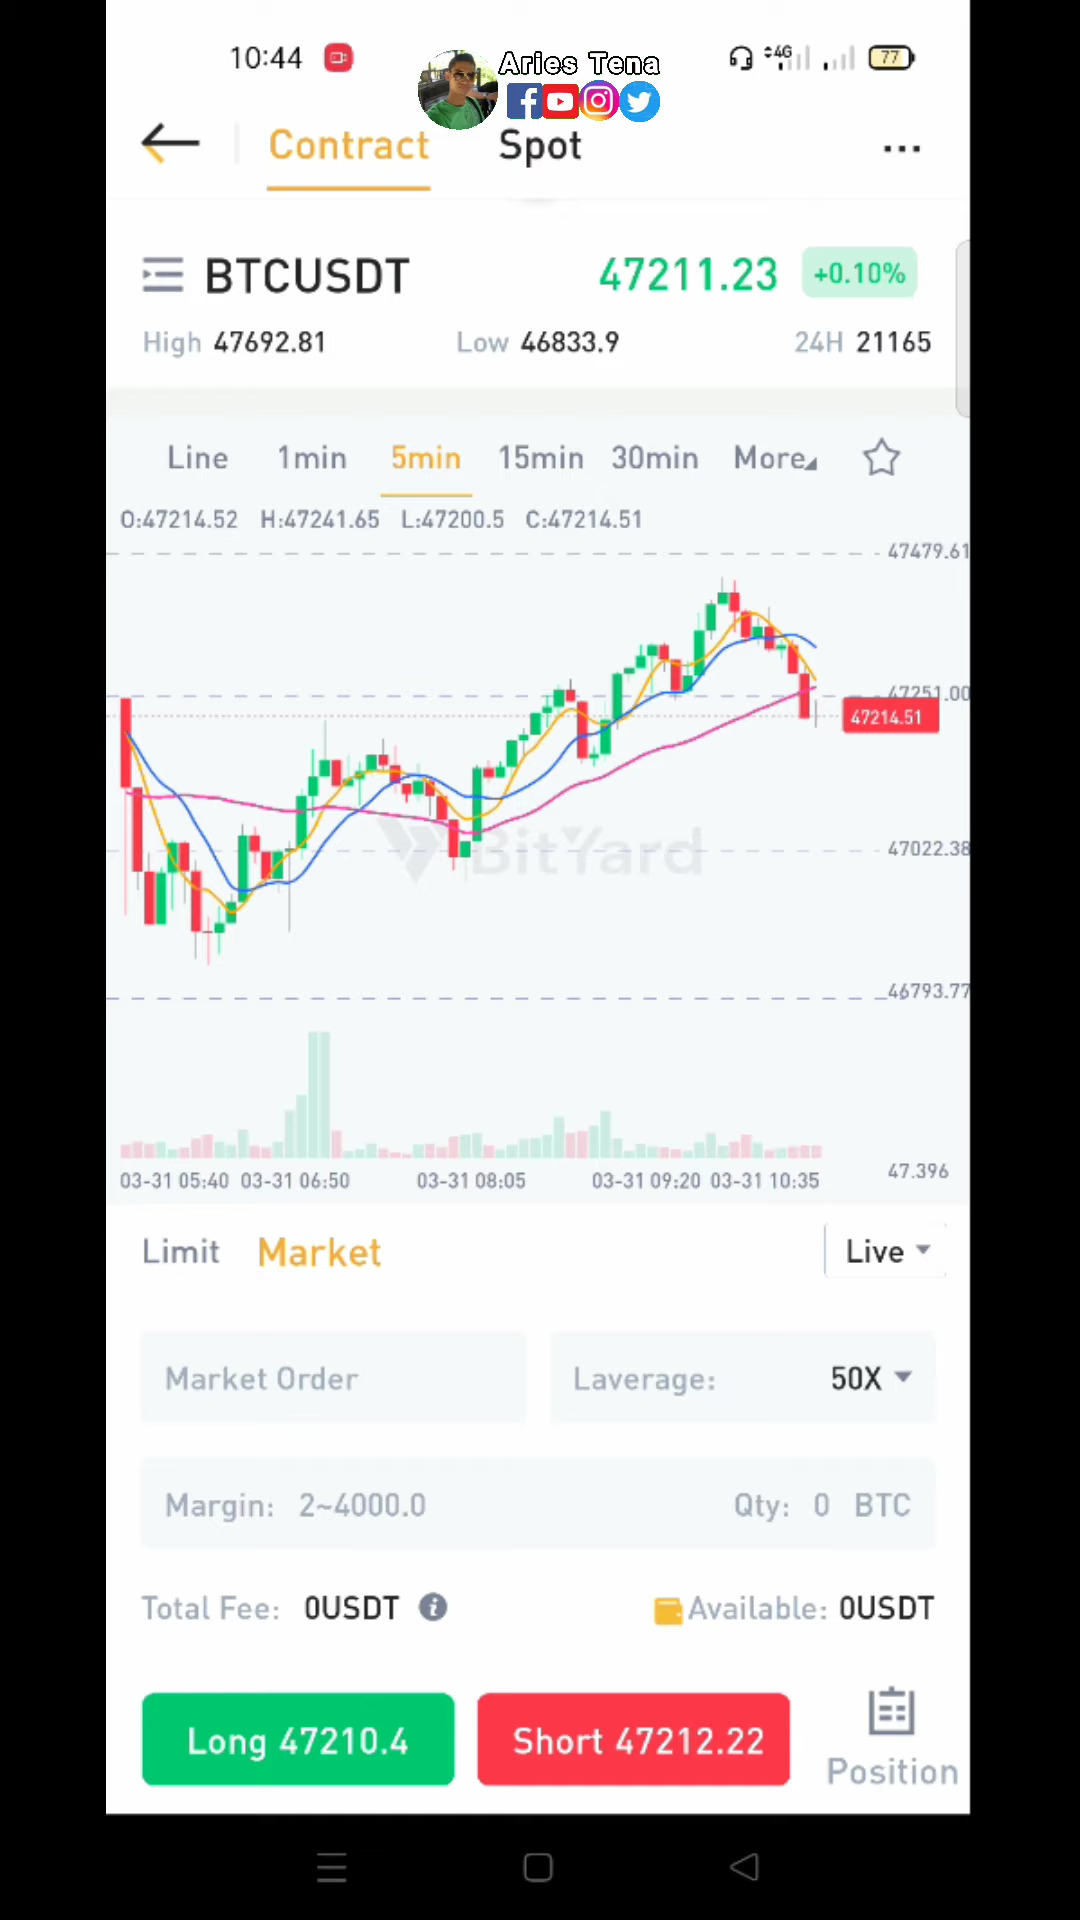 10:44
Aries Tena
4G
77
Contract Spot
BTCUSDT 47211.23 +0.10%
High 47692.81 Low 46833.9 24H 21165
Line 1min 5min 15min 30min More
O:47214.52 H:47241.65 L:47200.5 C:47214.51
47479.61
47251.00
47214.51
BitYard
47022.38
46793.77
47.396
03-31 05:40 03-31 06:50 03-31 08:05 03-31 09:20 03-31 10:35
Limit Market Live
Market Order Laverage: 50X
Margin: 2~4000.0 Qty: 0 BTC
Total Fee: 0USDT Available: 0USDT
Long 47210.4 Short 47212.22
Position